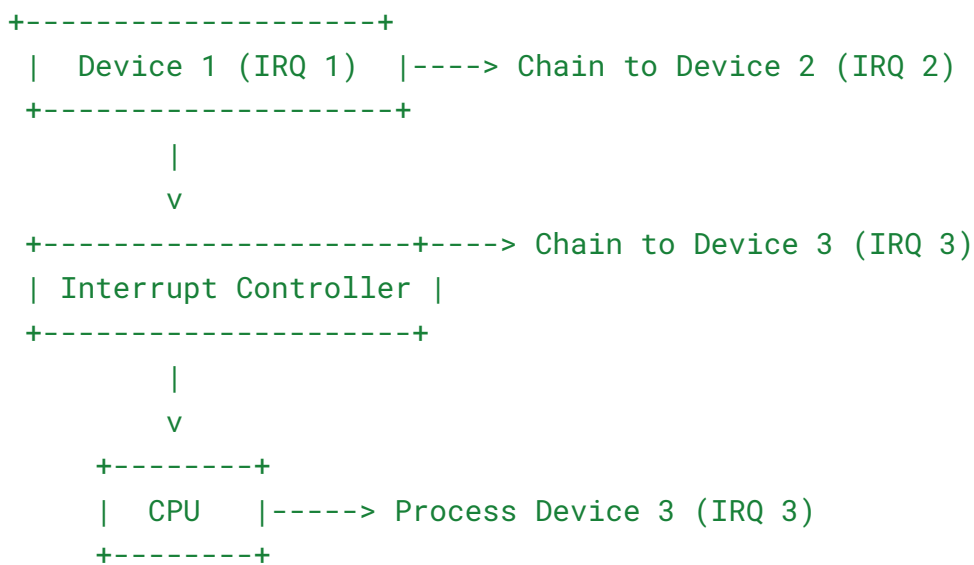 +--------------------+
| Device 1 (IRQ 1) |----> Chain to Device 2 (IRQ 2)
+--------------------+
|
v
+---------------------+----> Chain to Device 3 (IRQ 3)
| Interrupt Controller |
+---------------------+
|
v
+--------+
| CPU |-----> Process Device 3 (IRQ 3)
+--------+